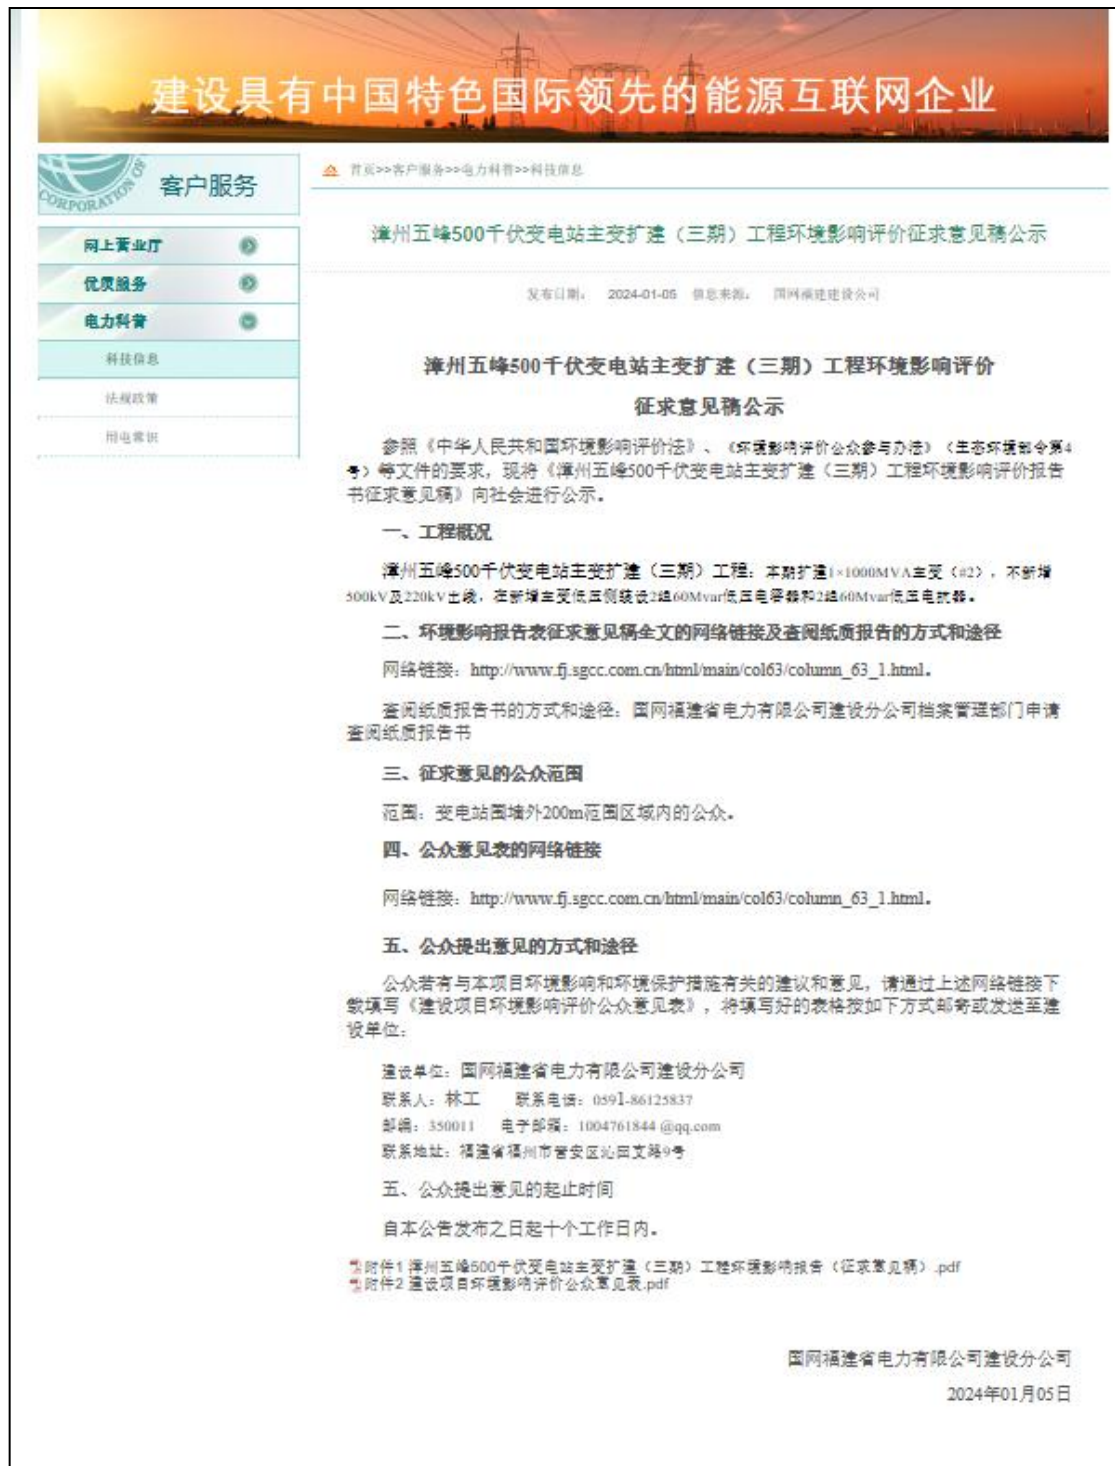 建设具有中国特色国际领先的能源互联网企业
CORPORATION OF
客户服务
首页>>客户服务>>电力科普>>科技信息
网上营业厅
优质服务
电力科普
科技信息
法规政策
用电常识
漳州五峰500千伏变电站主变扩建（三期）工程环境影响评价征求意见稿公示
发布日期： 2024-01-05 信息来源： 国网福建建设公司
漳州五峰500千伏变电站主变扩建（三期）工程环境影响评价
征求意见稿公示
参照《中华人民共和国环境影响评价法》、《环境影响评价公众参与办法》（生态环境部令第4
号）等文件的要求，现将《漳州五峰500千伏变电站主变扩建（三期）工程环境影响评价报告
书征求意见稿》向社会进行公示。
一、工程概况
漳州五峰500千伏变电站主变扩建（三期）工程：本期扩建1×1000MVA主变（#2），不新增
500kV及220kV出线，在新增主变低压侧装设2组60Mvar低压电容器和2组60Mvar低压电抗器。
二、环境影响报告表征求意见稿全文的网络链接及查阅纸质报告的方式和途径
网络链接：http://www.fj.sgcc.com.cn/html/main/col63/column_63_1.html。
查阅纸质报告书的方式和途径：国网福建省电力有限公司建设分公司档案管理部门申请
查阅纸质报告书
三、征求意见的公众范围
范围：变电站围墙外200m范围区域内的公众。
四、公众意见表的网络链接
网络链接：http://www.fj.sgcc.com.cn/html/main/col63/column_63_1.html。
五、公众提出意见的方式和途径
公众若有与本项目环境影响和环境保护措施有关的建议和意见，请通过上述网络链接下
载填写《建设项目环境影响评价公众意见表》，将填写好的表格按如下方式邮寄或发送至建
设单位：
建设单位：国网福建省电力有限公司建设分公司
联系人：林工 联系电话：0591-86125837
邮编：350011 电子邮箱：1004761844 @qq.com
联系地址：福建省福州市晋安区沁园支路9号
五、公众提出意见的起止时间
自本公告发布之日起十个工作日内。
附件1 漳州五峰500千伏变电站主变扩建（三期）工程环境影响报告（征求意见稿）.pdf
附件2 建设项目环境影响评价公众意见表.pdf
国网福建省电力有限公司建设分公司
2024年01月05日